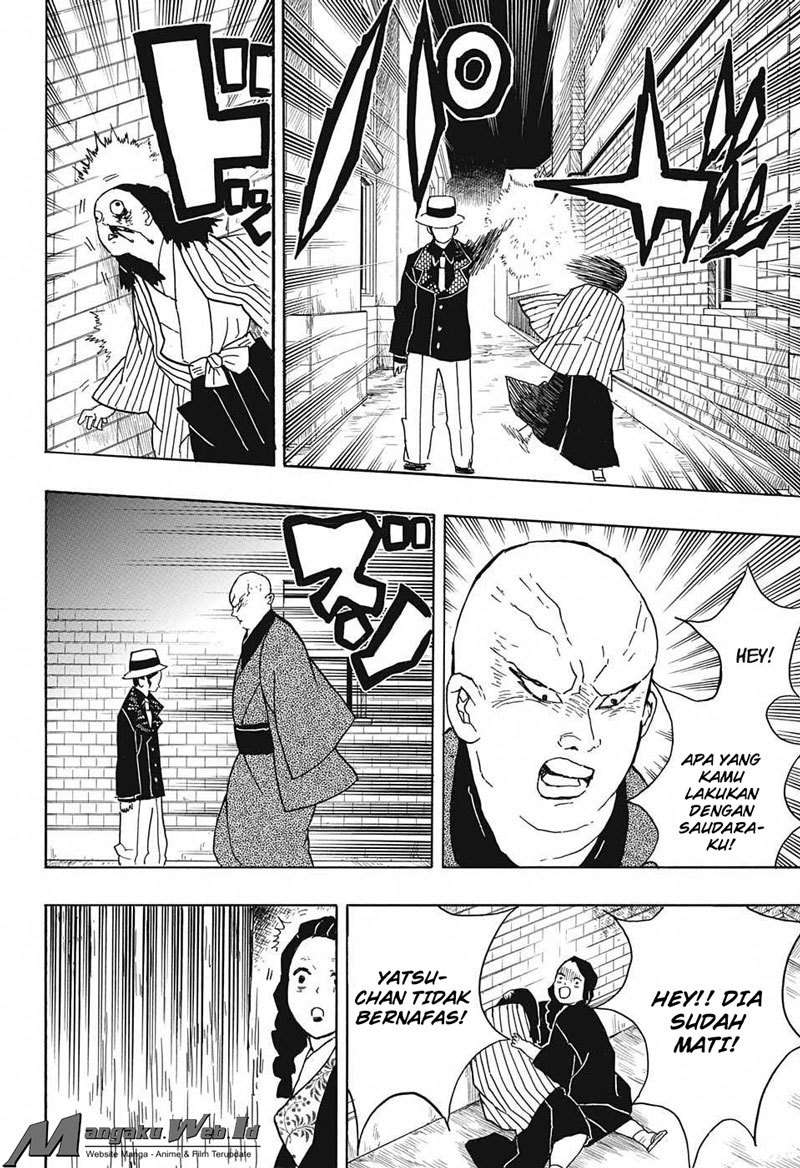 HEY!
APA YANG
KAMU
LAKUKAN
DENGAN
SAUDARA-
KU!
HEY!! DIA
SUDAH
MATI!
YATSU-
CHAN TIDAK
BERNAFAS!
Mangaku.Web.Id
Website Manga - Anime & Film Terupdate